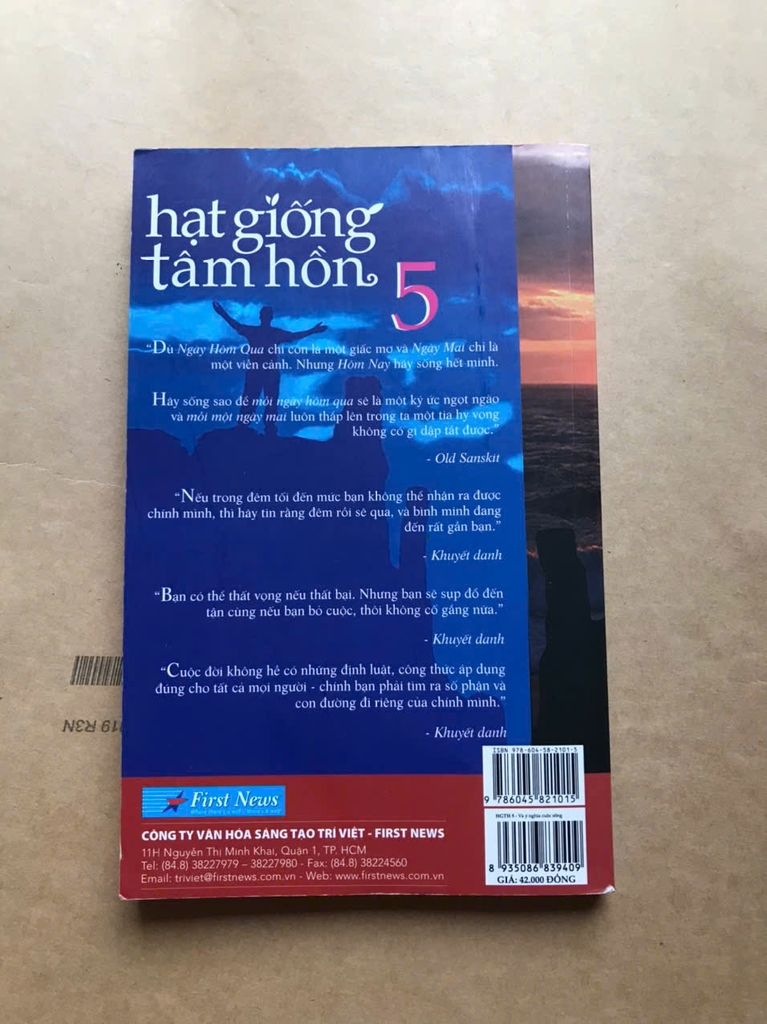 hạt giống
tâm hồn
5
“Dù Ngày Hôm Qua chỉ còn là một giấc mơ và Ngày Mai chỉ là
một viễn cảnh. Nhưng Hôm Nay hãy sống hết mình.
Hãy sống sao để mỗi ngày hôm qua sẽ là một ký ức ngọt ngào
và mỗi một ngày mai luôn thắp lên trong ta một tia hy vọng
không có gì dập tắt được.”
- Old Sanskit
“Nếu trong đêm tối đến mức bạn không thể nhận ra được
chính mình, thì hãy tin rằng đêm rồi sẽ qua, và bình minh đang
đến rất gần bạn.”
- Khuyết danh
“Bạn có thể thất vọng nếu thất bại. Nhưng bạn sẽ sụp đổ đến
tận cùng nếu bạn bỏ cuộc, thôi không cố gắng nữa.”
- Khuyết danh
“Cuộc đời không hề có những định luật, công thức áp dụng
đúng cho tất cả mọi người - chính bạn phải tìm ra số phận và
con đường đi riêng của chính mình.”
- Khuyết danh
ISBN 978-604-58-2101-5
9 786045 821015
HGTH 5 - Và ý nghĩa cuộc sống
8 935086 839409
GIÁ: 42.000 ĐỒNG
First News
CÔNG TY VĂN HÓA SÁNG TẠO TRÍ VIỆT - FIRST NEWS
11H Nguyễn Thị Minh Khai, Quận 1, TP. HCM
Tel: (84.8) 38227979 – 38227980 - Fax: (84.8) 38224560
Email: triviet@firstnews.com.vn - Web: www.firstnews.com.vn
19 R3N